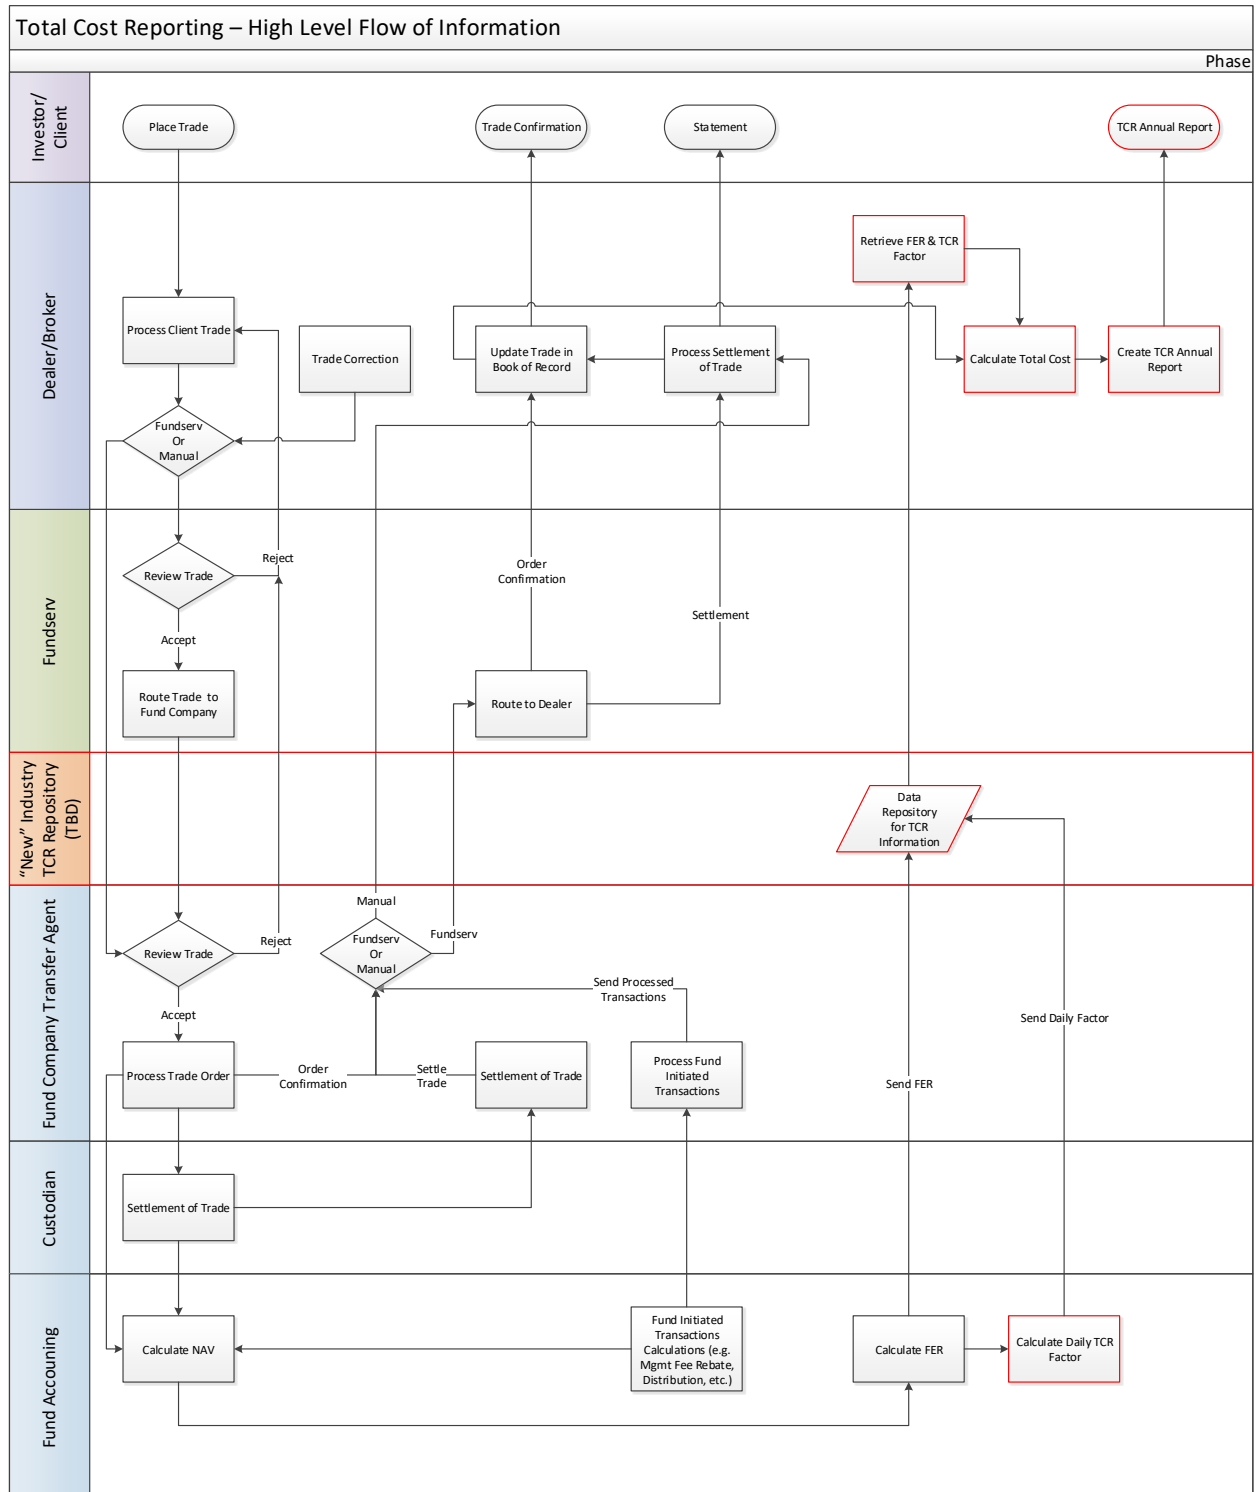 Total Cost Reporting – High Level Flow of Information
Phase
Investor/
Client
Place Trade
Trade Confirmation
Statement
TCR Annual Report
Dealer/Broker
Retrieve FER & TCR
Factor
Process Client Trade
Trade Correction
Update Trade in
Book of Record
Process Settlement
of Trade
Calculate Total Cost
Create TCR Annual
Report
Fundserv
Or
Manual
Fundserv
Review Trade
Reject
Order
Confirmation
Accept
Settlement
Route Trade to
Fund Company
Route to Dealer
“New” Industry
TCR Repository
(TBD)
Data
Repository
for TCR
Information
Fund Company Transfer Agent
Manual
Review Trade
Reject
Fundserv
Or
Manual
Fundserv
Send Processed
Transactions
Accept
Send Daily Factor
Process Trade Order
Order
Confirmation
Settle
Trade
Settlement of Trade
Process Fund
Initiated
Transactions
Send FER
Custodian
Settlement of Trade
Fund Accouning
Calculate NAV
Fund Initiated
Transactions
Calculations (e.g.
Mgmt Fee Rebate,
Distribution, etc.)
Calculate FER
Calculate Daily TCR
Factor